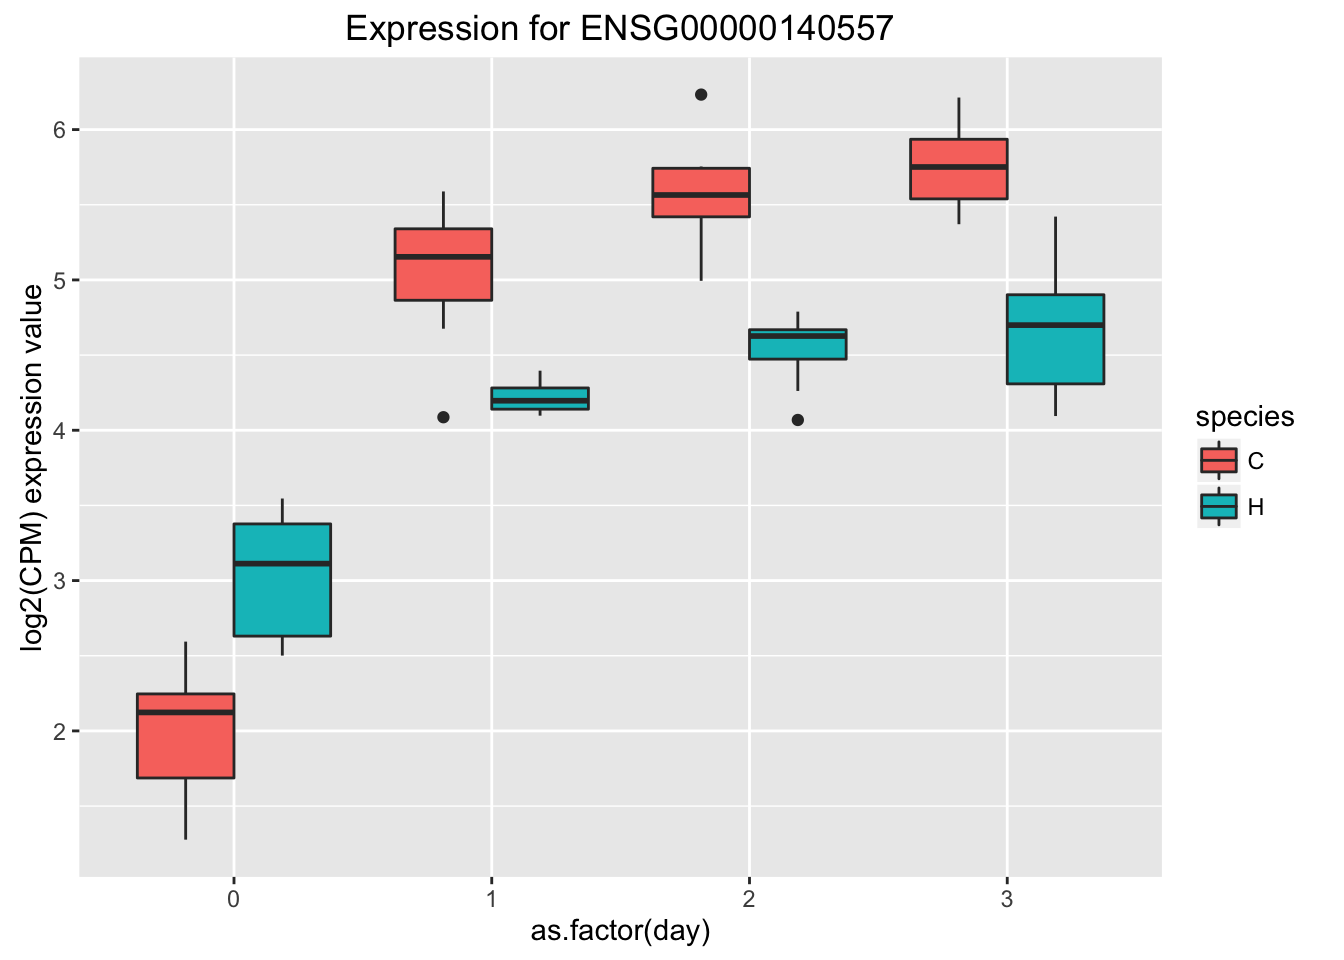 Expression for ENSG00000140557
6
5
4
3
2
log2(CPM) expression value
0 1 2 3
as.factor(day)
species
C
H